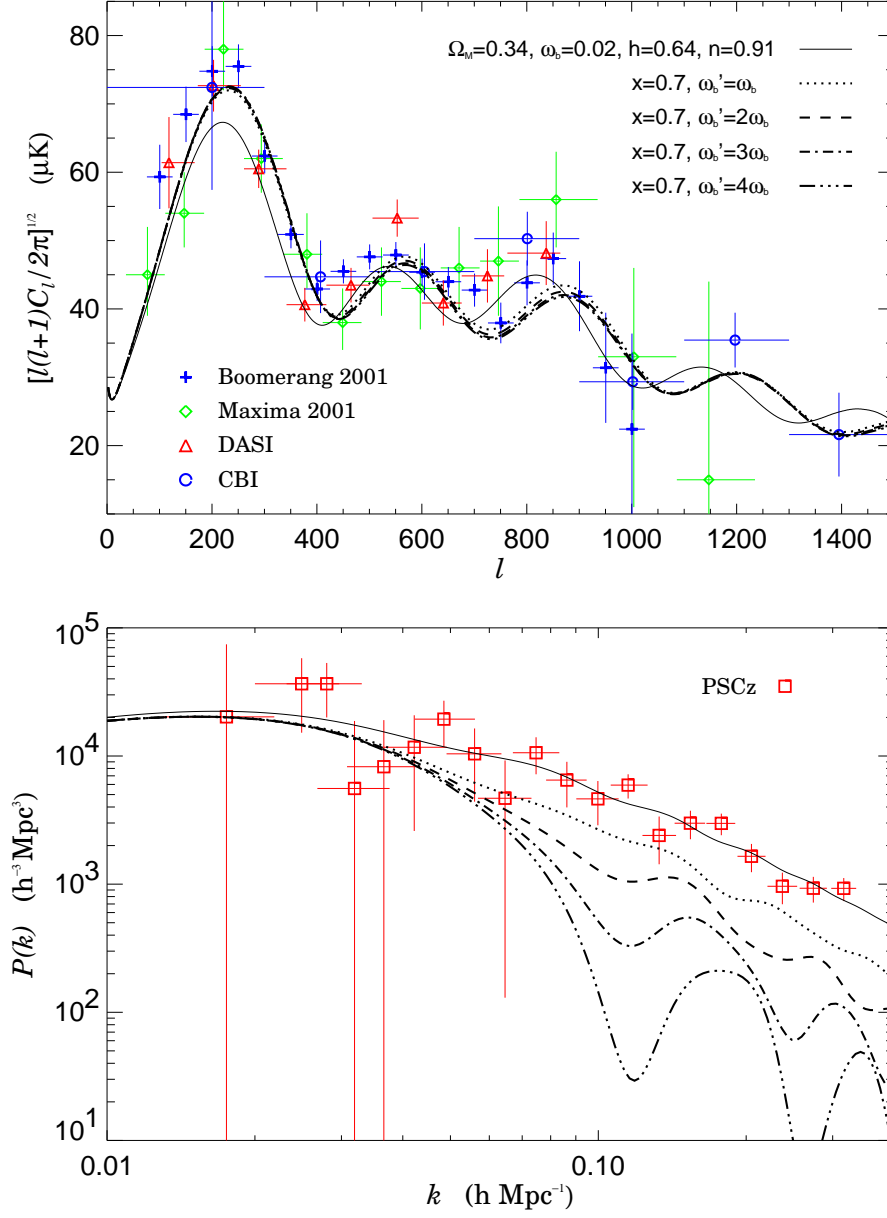 80
60
40
20
[l(l+1)C_l/2π]^{1/2} (μK)
Ω_M=0.34, ω_b=0.02, h=0.64, n=0.91
x=0.7, ω_b'=ω_b
x=0.7, ω_b'=2ω_b
x=0.7, ω_b'=3ω_b
x=0.7, ω_b'=4ω_b
Boomerang 2001
Maxima 2001
DASI
CBI
0 200 400 600 800 1000 1200 1400
l
10^5
10^4
10^3
10^2
10^1
P(k) (h^{-3} Mpc^3)
PSCz
0.01 0.10
k (h Mpc^{-1})